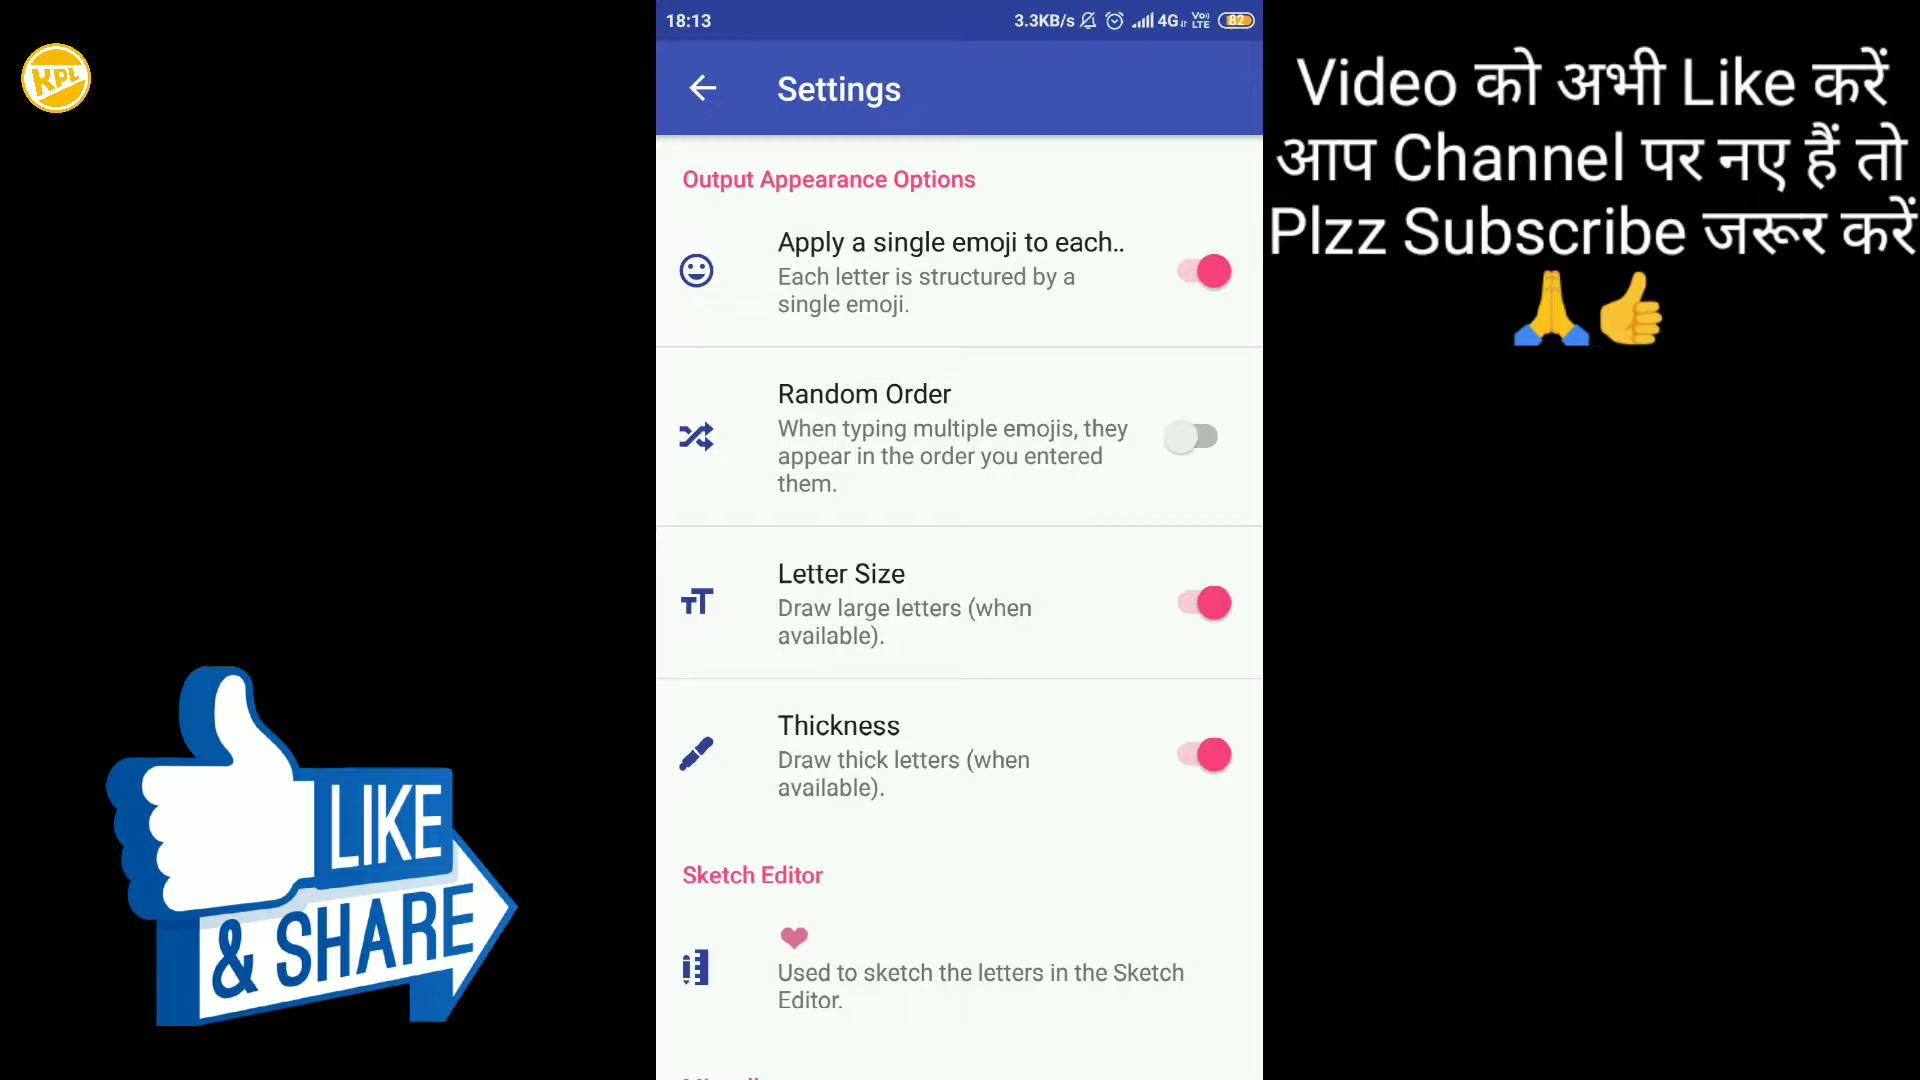 KPL
18:13
3.3KB/s 4G VoLTE 82
Settings
Output Appearance Options
Apply a single emoji to each..
Each letter is structured by a
single emoji.
Random Order
When typing multiple emojis, they
appear in the order you entered
them.
Letter Size
Draw large letters (when
available).
Thickness
Draw thick letters (when
available).
Sketch Editor
Used to sketch the letters in the Sketch
Editor.
Video को अभी Like करें
आप Channel पर नए हैं तो
Plzz Subscribe जरूर करें
🙏👍
LIKE
& SHARE